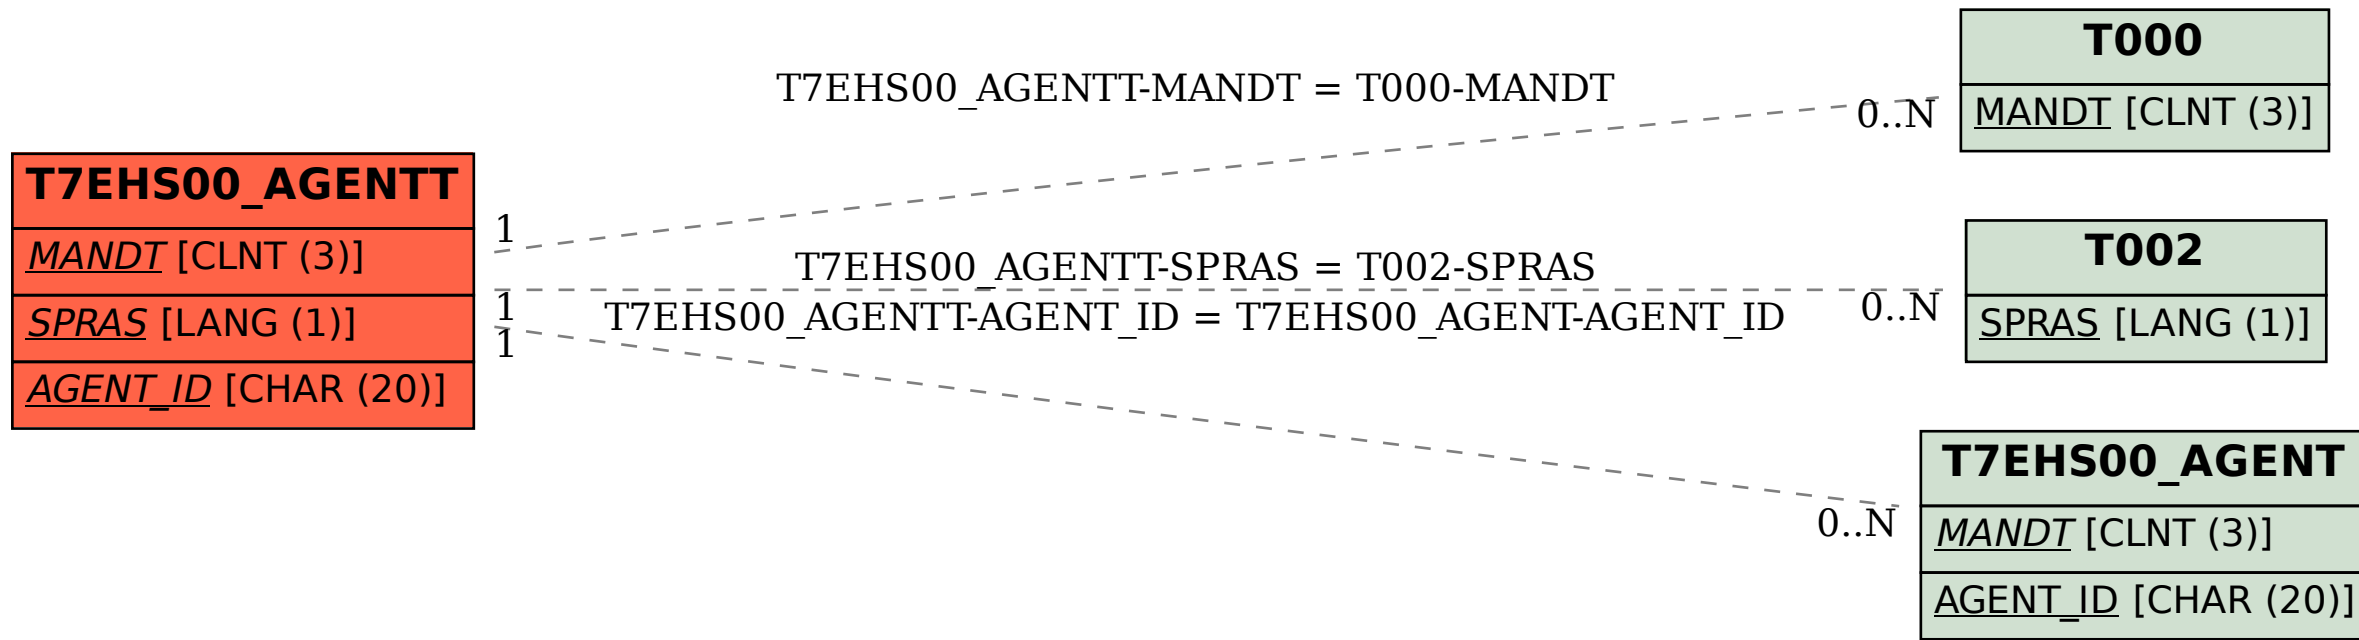 T7EHS00_AGENTT
MANDT [CLNT (3)]
SPRAS [LANG (1)]
AGENT_ID [CHAR (20)]
T7EHS00_AGENTT-MANDT = T000-MANDT
1
0..N
T7EHS00_AGENTT-SPRAS = T002-SPRAS
1
0..N
T7EHS00_AGENTT-AGENT_ID = T7EHS00_AGENT-AGENT_ID
1
0..N
T000
MANDT [CLNT (3)]
T002
SPRAS [LANG (1)]
T7EHS00_AGENT
MANDT [CLNT (3)]
AGENT_ID [CHAR (20)]